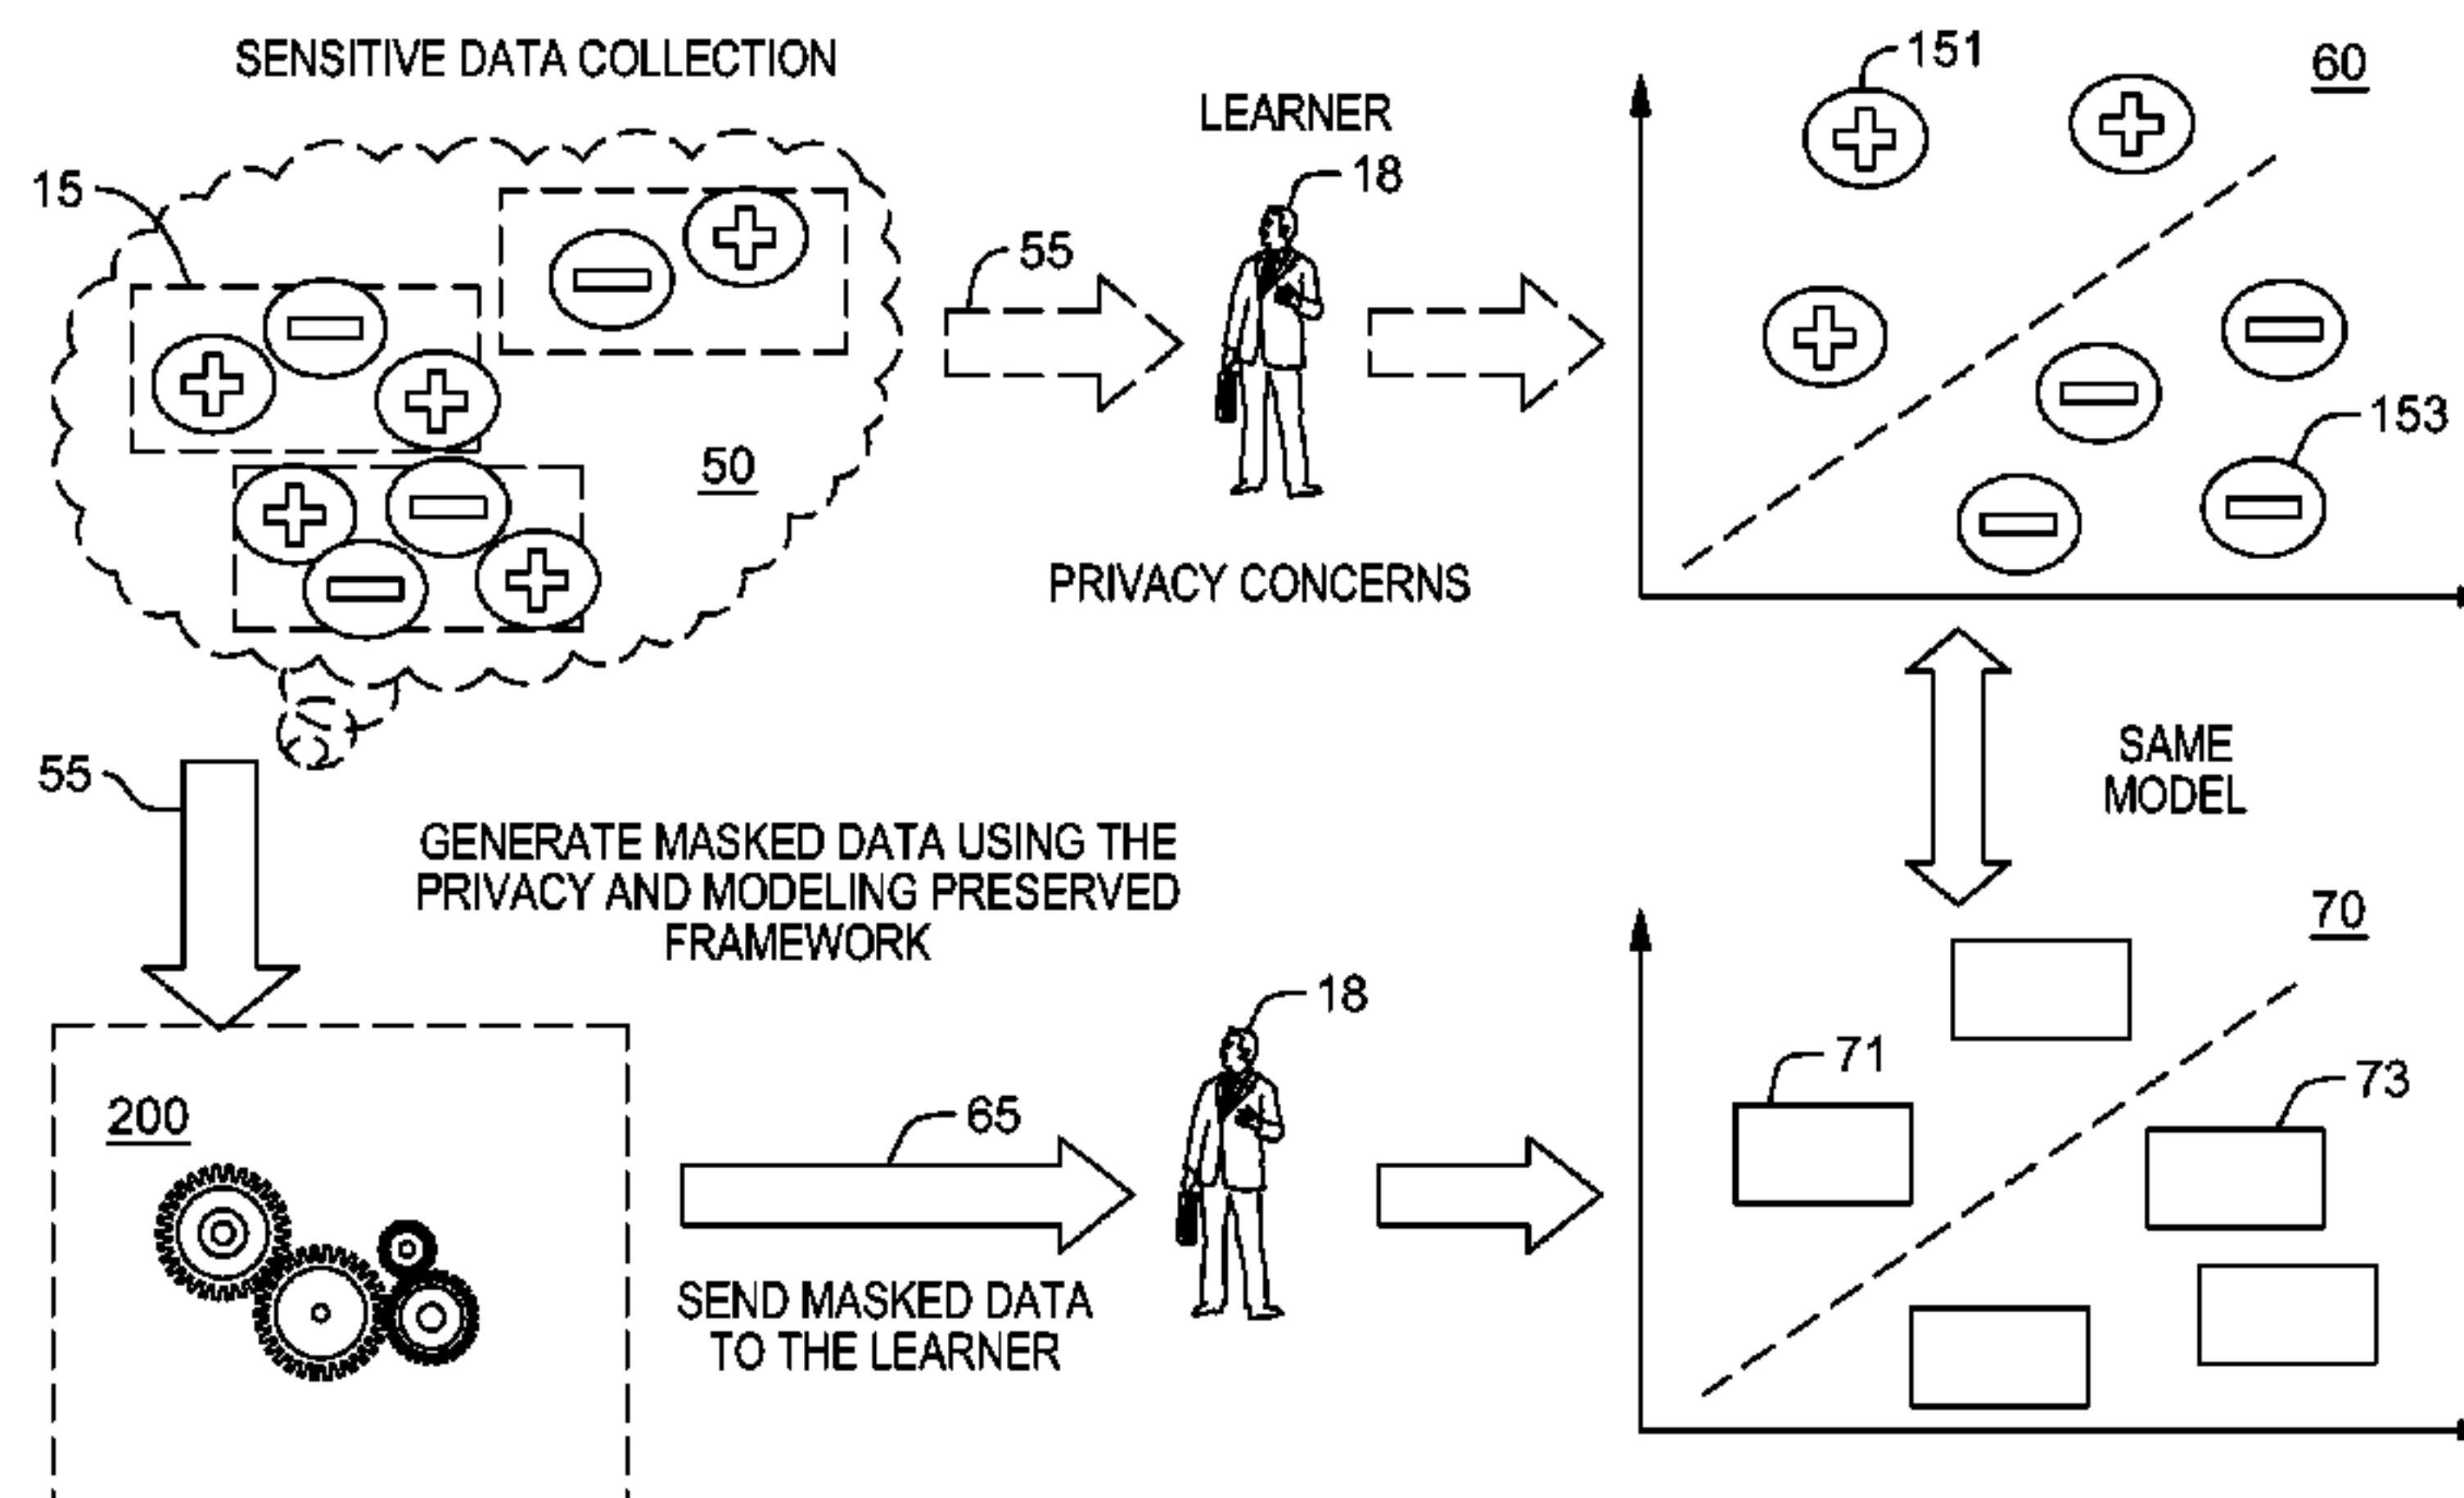 SENSITIVE DATA COLLECTION
LEARNER
151
60
15
18
55
153
50
PRIVACY CONCERNS
55
SAME
MODEL
GENERATE MASKED DATA USING THE
PRIVACY AND MODELING PRESERVED
FRAMEWORK
70
18
71
73
200
65
SEND MASKED DATA
TO THE LEARNER